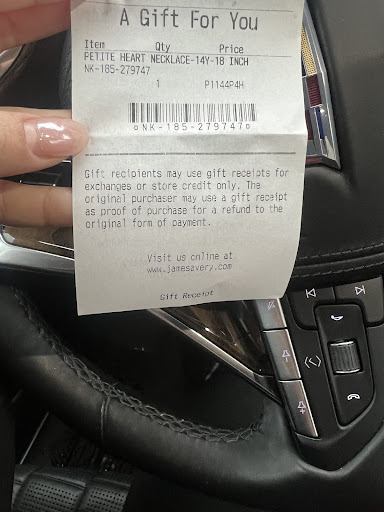 A Gift For You
Item Qty Price
PETITE HEART NECKLACE-14Y-18 INCH
NK-185-279747
1 P1144P4H
◊NK-185-279747◊
Gift recipients may use gift receipts for
exchanges or store credit only. The
original purchaser may use a gift receipt
as proof of purchase for a refund to the
original form of payment.
Visit us online at
www.jamesavery.com
Gift Receipt